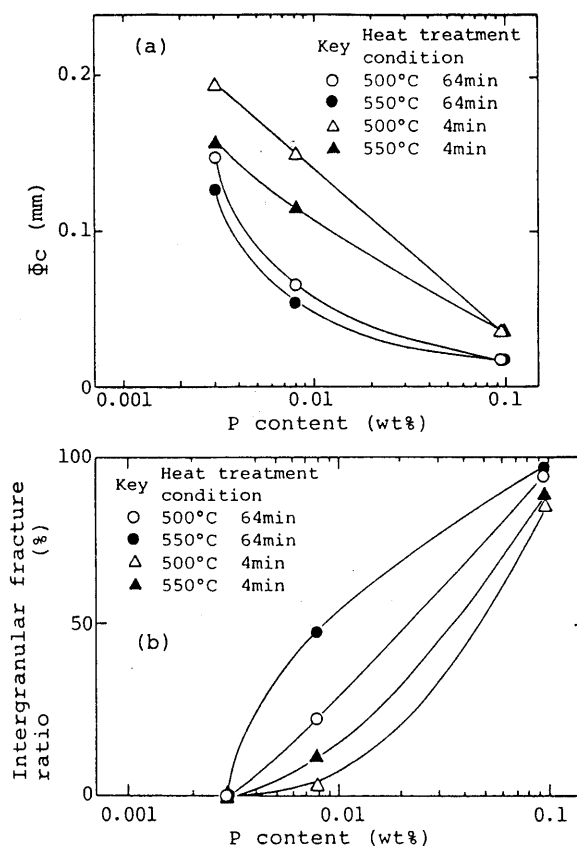 (a)
Key Heat treatment condition
○ 500°C 64min
● 550°C 64min
△ 500°C 4min
▲ 550°C 4min
0.2
0.1
0
Φc (mm)
0.001 0.01 0.1
P content (wt%)
100
50
0
Intergranular fracture ratio (%)
Key Heat treatment condition
○ 500°C 64min
● 550°C 64min
△ 500°C 4min
▲ 550°C 4min
(b)
0.001 0.01 0.1
P content (wt%)